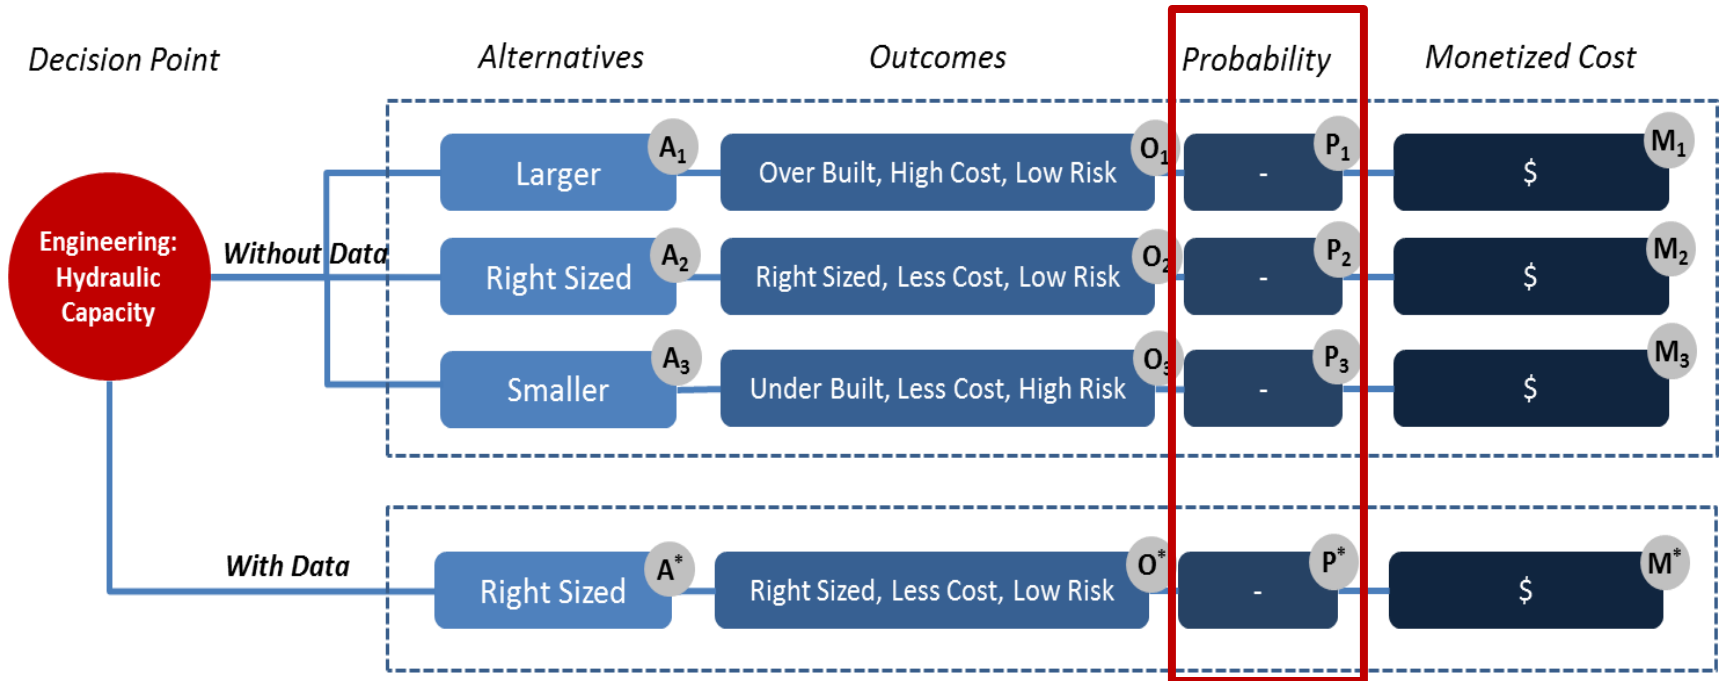 Decision Point
Alternatives
Outcomes
Probability
Monetized Cost
Engineering:
Hydraulic
Capacity
Without Data
Larger
A₁
Over Built, High Cost, Low Risk
O₁
-
P₁
$
M₁
Right Sized
A₂
Right Sized, Less Cost, Low Risk
O₂
-
P₂
$
M₂
Smaller
A₃
Under Built, Less Cost, High Risk
O₃
-
P₃
$
M₃
With Data
Right Sized
A*
Right Sized, Less Cost, Low Risk
O*
-
P*
$
M*